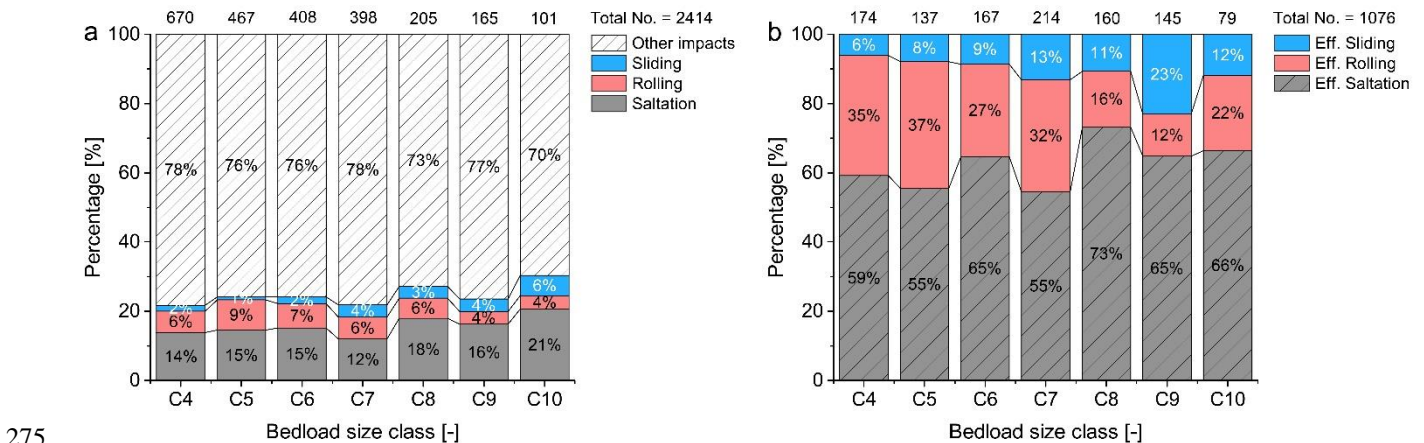 670 467 408 398 205 165 101 Total No. = 2414
a
Other impacts
Sliding
Rolling
Saltation
Percentage [%]
100
80
60
40
20
0
78% 76% 76% 78% 73% 77% 70%
2% 1% 2% 4% 3% 4% 6%
6% 9% 7% 6% 6% 4% 4%
14% 15% 15% 12% 18% 16% 21%
C4 C5 C6 C7 C8 C9 C10
Bedload size class [-]
174 137 167 214 160 145 79 Total No. = 1076
b
Eff. Sliding
Eff. Rolling
Eff. Saltation
Percentage [%]
100
80
60
40
20
0
6% 8% 9% 13% 11% 23% 12%
35% 37% 27% 32% 16% 12% 22%
59% 55% 65% 55% 73% 65% 66%
C4 C5 C6 C7 C8 C9 C10
Bedload size class [-]
275